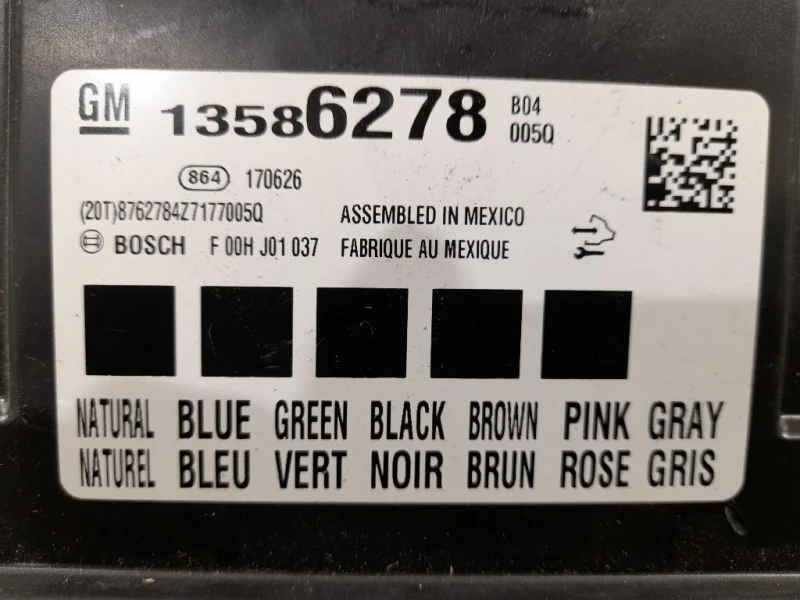 GM 13586278 B04
005Q
864 170626
(20T)8762784Z7177005Q ASSEMBLED IN MEXICO
BOSCH F 00H J01 037 FABRIQUE AU MEXIQUE
NATURAL BLUE GREEN BLACK BROWN PINK GRAY
NATUREL BLEU VERT NOIR BRUN ROSE GRIS